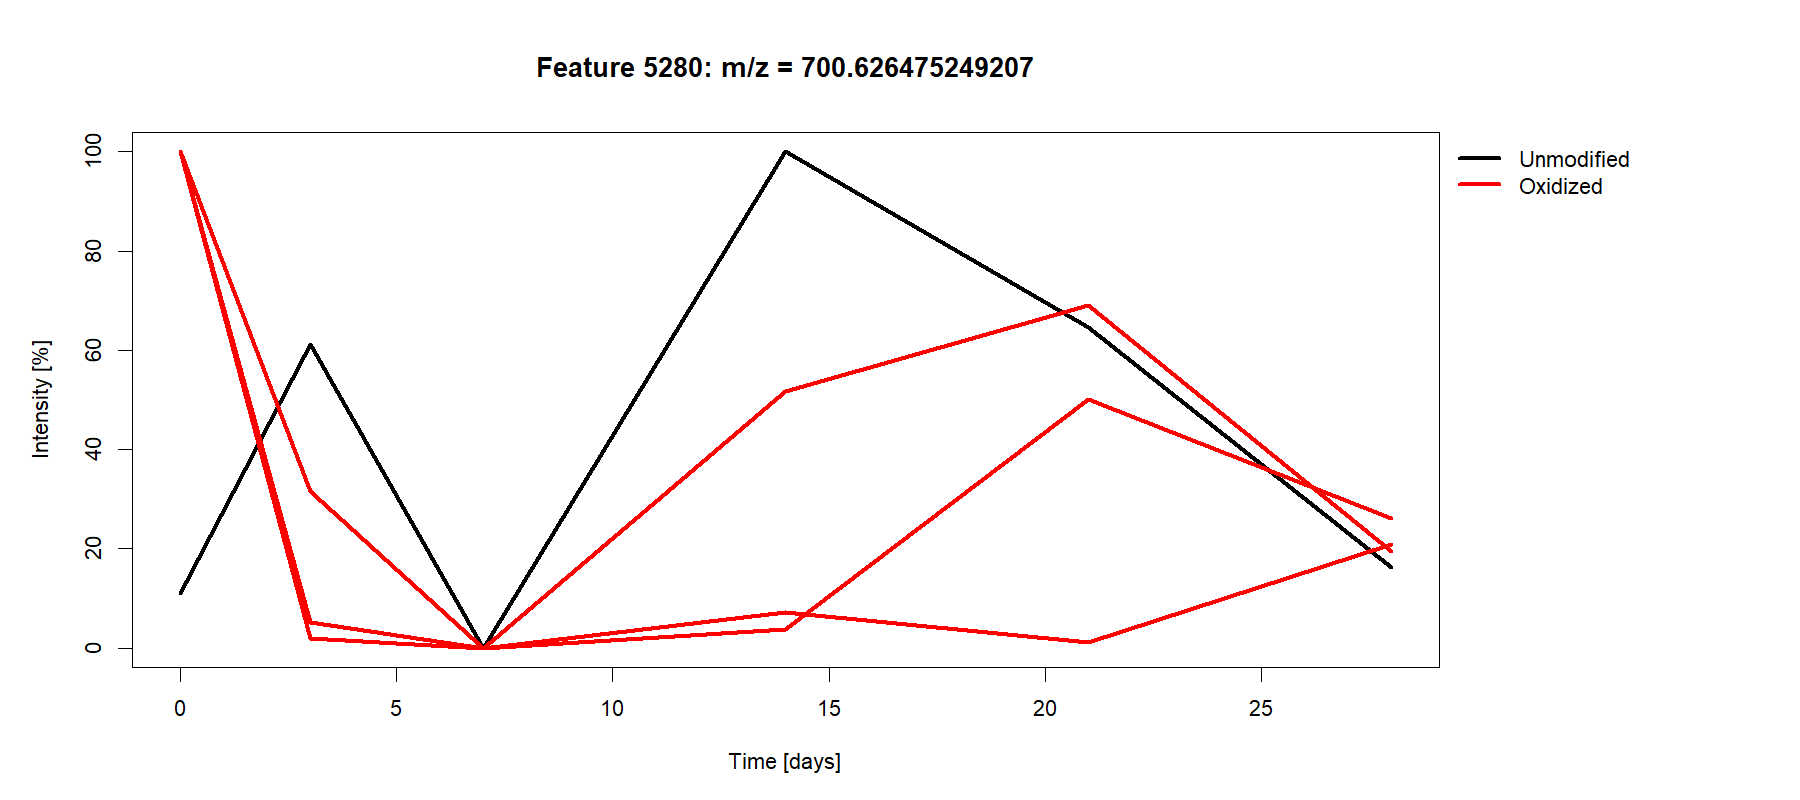 Feature 5280: m/z = 700.626475249207
Unmodified
Oxidized
Intensity [%]
100
80
60
40
20
0
0 5 10 15 20 25
Time [days]